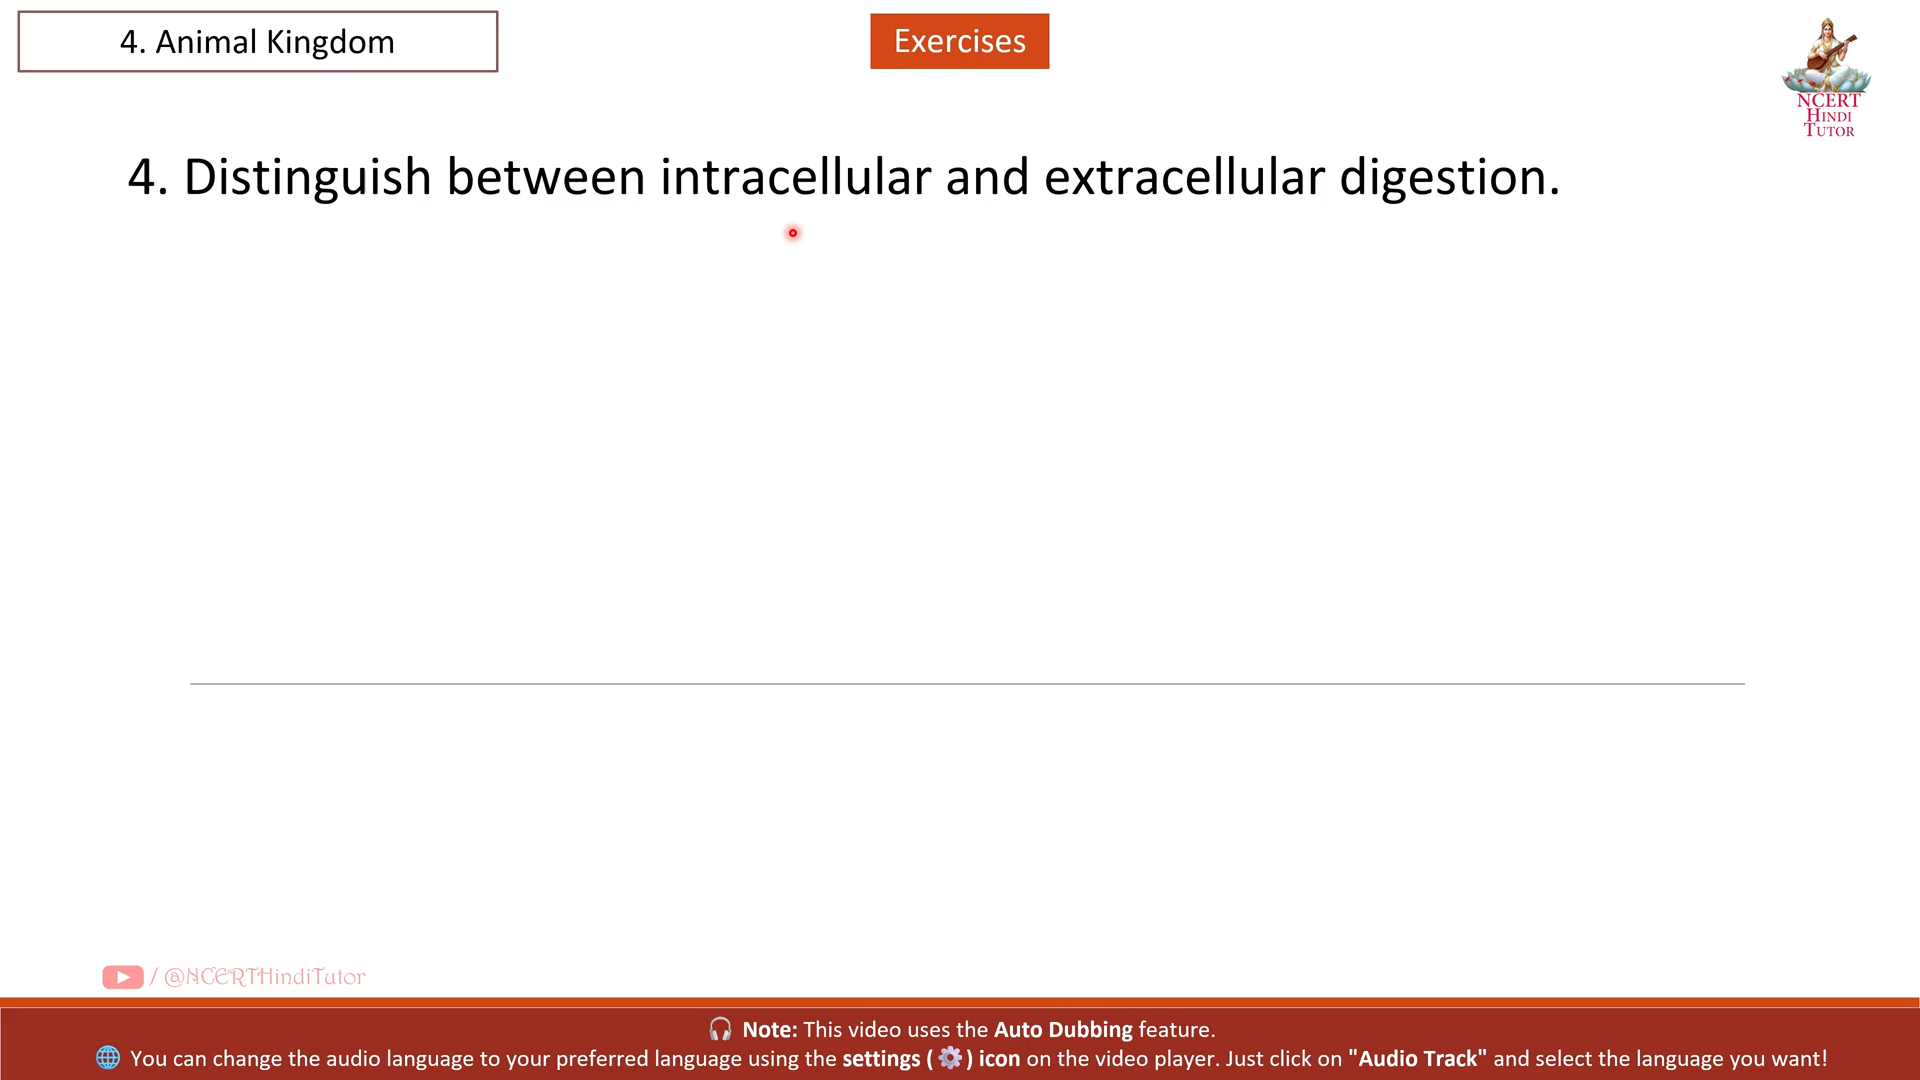 4. Animal Kingdom
Exercises
NCERT
HINDI
TUTOR
4. Distinguish between intracellular and extracellular digestion.
/ @NCERTHindiTutor
Note: This video uses the Auto Dubbing feature.
You can change the audio language to your preferred language using the settings ( ⚙ ) icon on the video player. Just click on "Audio Track" and select the language you want!